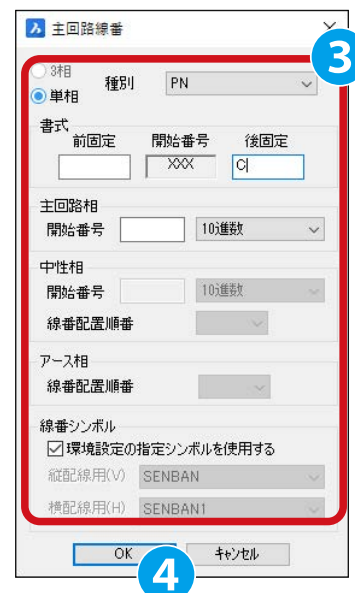 主回路線番
3
3相
単相
種別 PN
書式
前固定 開始番号 後固定
XXX C
主回路相
開始番号 10進数
中性相
開始番号 10進数
線番配置順番
アース相
線番配置順番
線番シンボル
環境設定の指定シンボルを使用する
縦配線用(V) SENBAN
横配線用(H) SENBAN1
OK キャンセル
4